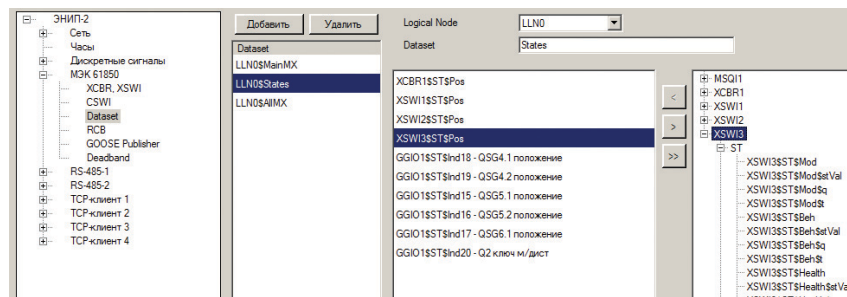 ЭНИП-2
Сеть
Часы
Дискретные сигналы
МЭК 61850
XCBR, XSWI
CSWI
Dataset
RCB
GOOSE Publisher
Deadband
RS-485-1
RS-485-2
TCP-клиент 1
TCP-клиент 2
TCP-клиент 3
TCP-клиент 4
Добавить Удалить
Dataset
LLN0$MainMX
LLN0$States
LLN0$AllMX
Logical Node LLN0
Dataset States
XCBR1$ST$Pos
XSWI1$ST$Pos
XSWI2$ST$Pos
XSWI3$ST$Pos
GGIO1$ST$Ind18 - QSG4.1 положение
GGIO1$ST$Ind19 - QSG4.2 положение
GGIO1$ST$Ind15 - QSG5.1 положение
GGIO1$ST$Ind16 - QSG5.2 положение
GGIO1$ST$Ind17 - QSG6.1 положение
GGIO1$ST$Ind20 - Q2 ключ м/дист
<
>
>>
MSQI1
XCBR1
XSWI1
XSWI2
XSWI3
ST
XSWI3$ST$Mod
XSWI3$ST$Mod$stVal
XSWI3$ST$Mod$q
XSWI3$ST$Mod$t
XSWI3$ST$Beh
XSWI3$ST$Beh$stVal
XSWI3$ST$Beh$q
XSWI3$ST$Beh$t
XSWI3$ST$Health
XSWI3$ST$Health$stVa